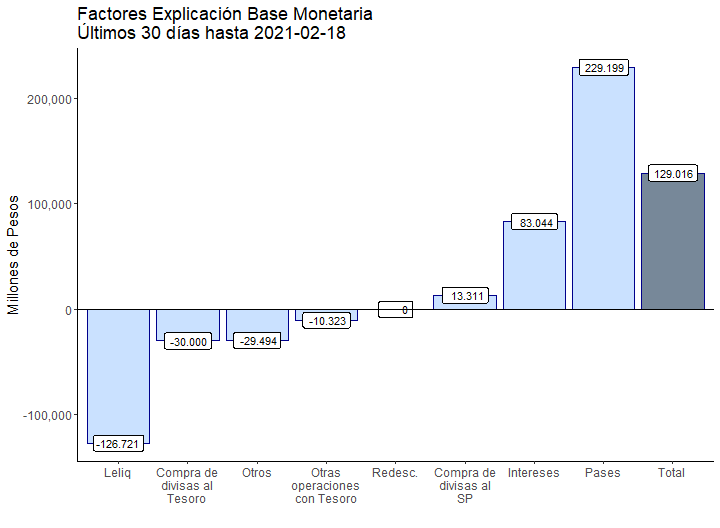 Factores Explicación Base Monetaria
Últimos 30 días hasta 2021-02-18
Millones de Pesos
200,000
100,000
0
-100,000
-126.721
-30.000
-29.494
-10.323
0
13.311
83.044
229.199
129.016
Leliq
Compra de
divisas al
Tesoro
Otros
Otras
operaciones
con Tesoro
Redesc.
Compra de
divisas al
SP
Intereses
Pases
Total